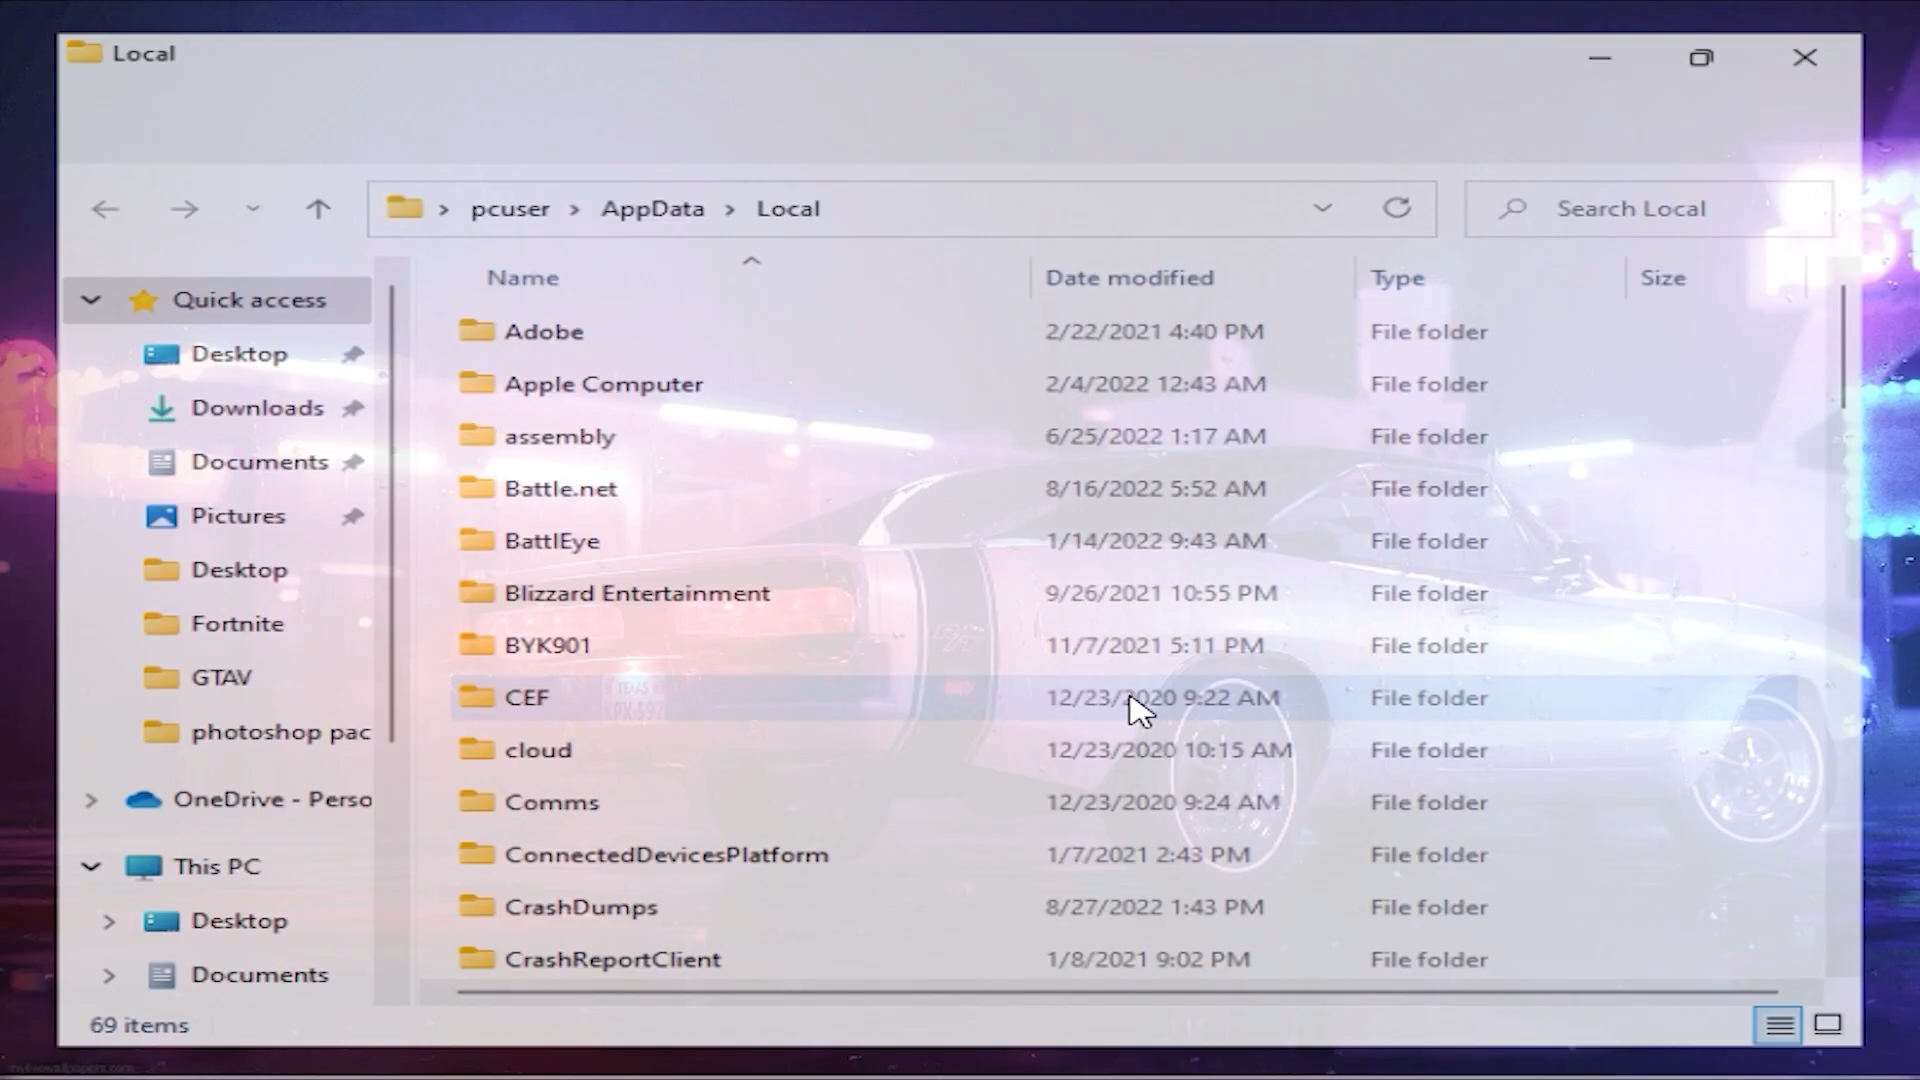 Local
pcuser > AppData > Local
Search Local
Name Date modified Type Size
Quick access
Desktop
Downloads
Documents
Pictures
Desktop
Fortnite
GTAV
photoshop pac
OneDrive - Perso
This PC
Desktop
Documents
Adobe 2/22/2021 4:40 PM File folder
Apple Computer 2/4/2022 12:43 AM File folder
assembly 6/25/2022 1:17 AM File folder
Battle.net 8/16/2022 5:52 AM File folder
BattlEye 1/14/2022 9:43 AM File folder
Blizzard Entertainment 9/26/2021 10:55 PM File folder
BYK901 11/7/2021 5:11 PM File folder
CEF 12/23/2020 9:22 AM File folder
cloud 12/23/2020 10:15 AM File folder
Comms 12/23/2020 9:24 AM File folder
ConnectedDevicesPlatform 1/7/2021 2:43 PM File folder
CrashDumps 8/27/2022 1:43 PM File folder
CrashReportClient 1/8/2021 9:02 PM File folder
69 items
TEXAS